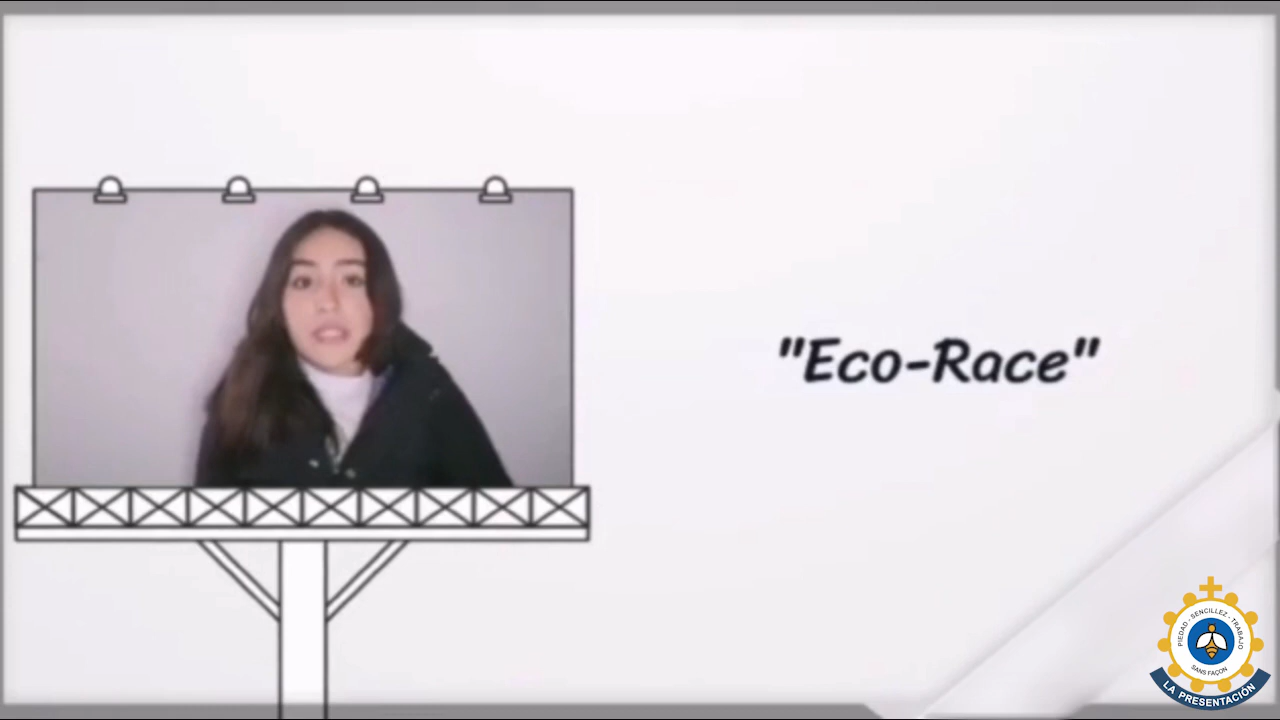 "Eco-Race"
PIEDAD - SENCILLEZ - TRABAJO
SANS FAÇON
LA PRESENTACIÓN